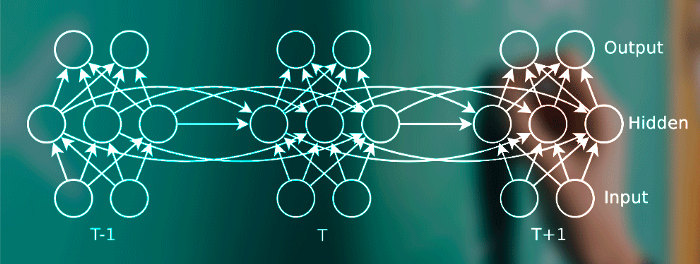 Output
Hidden
Input
T-1
T
T+1